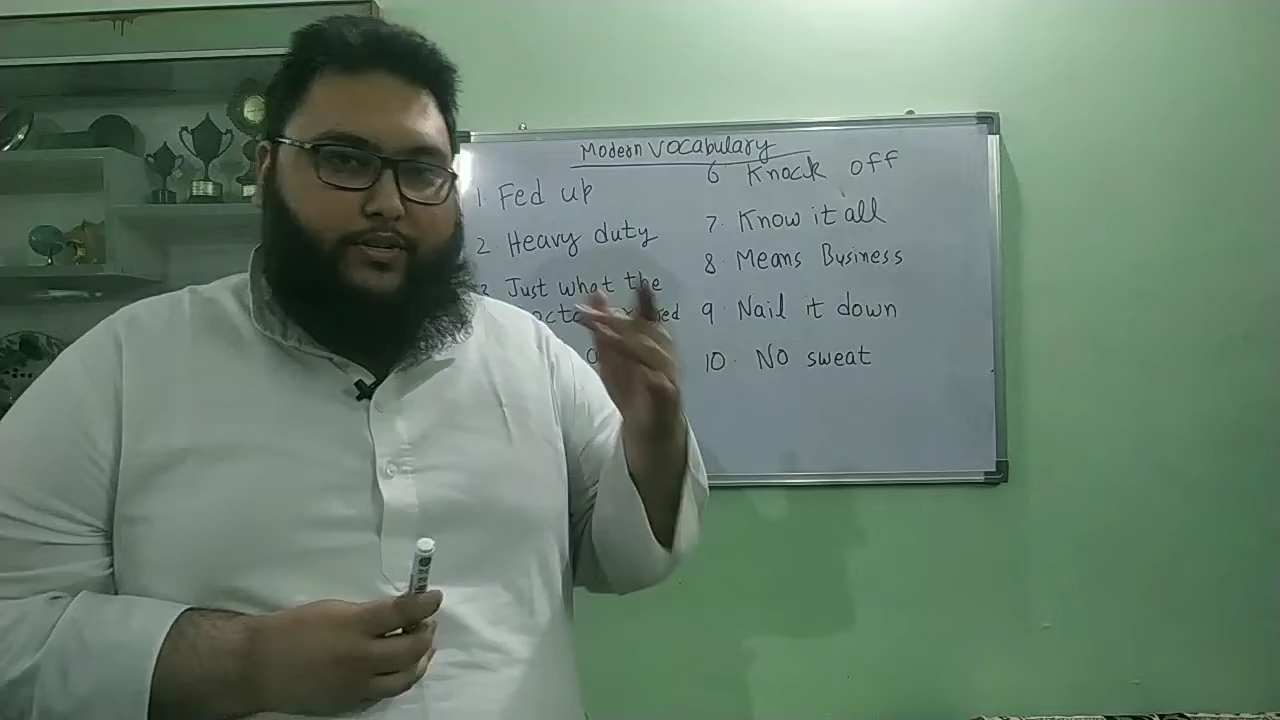 Modern Vocabulary
1. Fed up
2. Heavy duty
3 Just what the
6. Knock off
7. Know it all
8. Means Business
9. Nail it down
10. No sweat